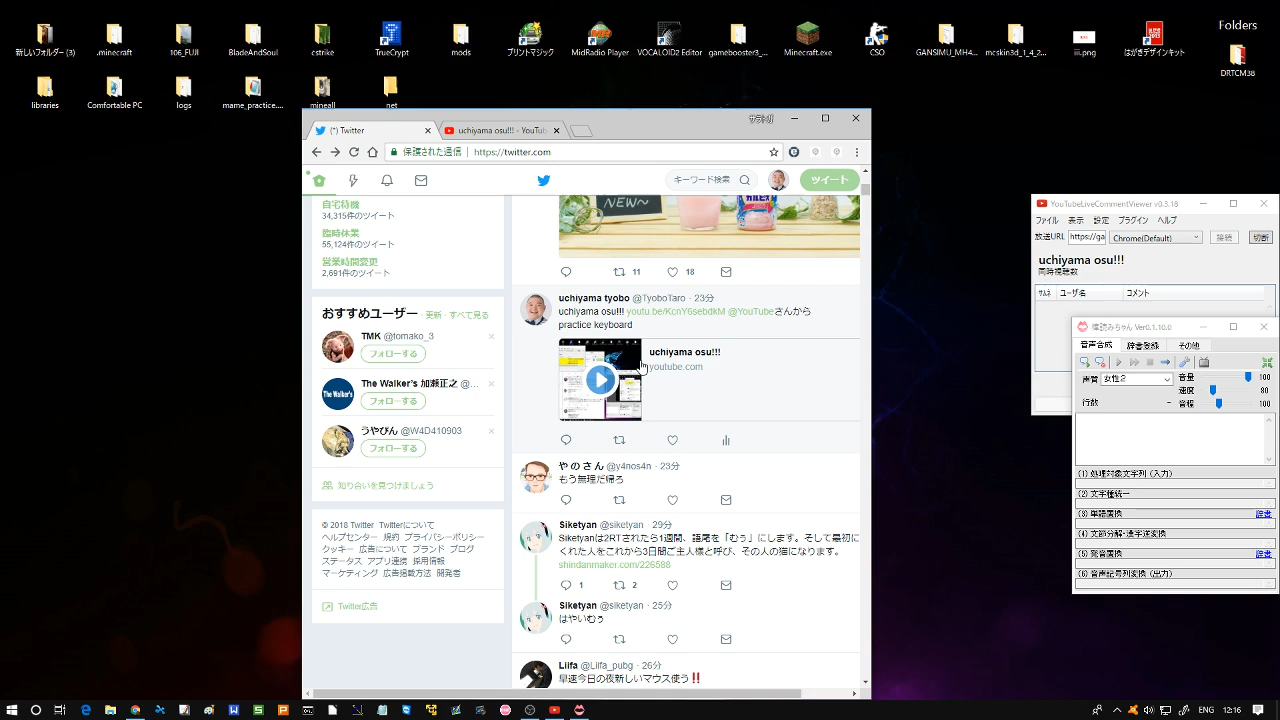 新しいフォルダー (3)
.minecraft
106_FUJI
BladeAndSoul
cstrike
TrueCrypt
mods
プリントマジック
MidRadio Player
VOCALOID2 Editor
gamebooster3_...
Minecraft.exe
CSO
GANSIMU_MH4...
mcskin3d_1_4_2...
iii.png
はがきデザインキット
Folders
DRTCM38
libraries
Comfortable PC
logs
mame_practice....
mineall
net
(*) Twitter
uchiyama osu!!! - YouTub
保護された通信
https://twitter.com
キーワード検索
ツイート
自宅待機
34,315件のツイート
臨時休業
55,124件のツイート
営業時間変更
2,691件のツイート
おすすめユーザー · 更新 · すべて見る
TMK @tomako_3
フォローする
The Walker's 加瀬正之 @...
フォローする
うやぴん @W4D410903
フォローする
知り合いを見つけましょう
© 2018 Twitter Twitterについて
ヘルプセンター 規約 プライバシーポリシー
クッキー 広告について ブランド ブログ
ステータス アプリ連携 採用情報
マーケティング 広告掲載方法 開発者
Twitter広告
NEW~
11
18
uchiyama tyobo @TyoboTaro · 23分
uchiyama osu!!! youtu.be/KcnY6sebdkM @YouTubeさんから
practice keyboard
uchiyama osu!!!
youtube.com
やのさん @y4nos4n · 23分
もう無理だ帰ろ
Siketyan @siketyan · 29分
Siketyanは2RTされたら1週間、語尾を「むぅ」にします。そして最初に
くれた人をこれから3日間ご主人様と呼び、その人の猫になります。
shindanmaker.com/226588
1
2
Siketyan @siketyan · 25分
はやいむぅ
Liifa @Liifa_pubg · 26分
早速今日の夜新しいマウス使う‼
YouTubeLiveCommentViewer v0.3.18
ファイル 表示 設定 プラグイン ヘルプ
放送URL
https://ga
Chrome(Default)
接続
切断
uchiyama osu!!!
同時視聴数
ｻﾑﾈ
ユーザ名
コメント
棒読みちゃん Ver0.1.10.0
音声合成
辞書登録
その他
声質
女性2
音量
100
行数
-
(1) 処理対象文字列 (入力)
(2) 文字種統一
(3) 単語置換
辞書
(4) 文節分解·漢字逆変換
(5) 発音置換
辞書
(6) 音声記号列変換 (出力)
ENG
12:16